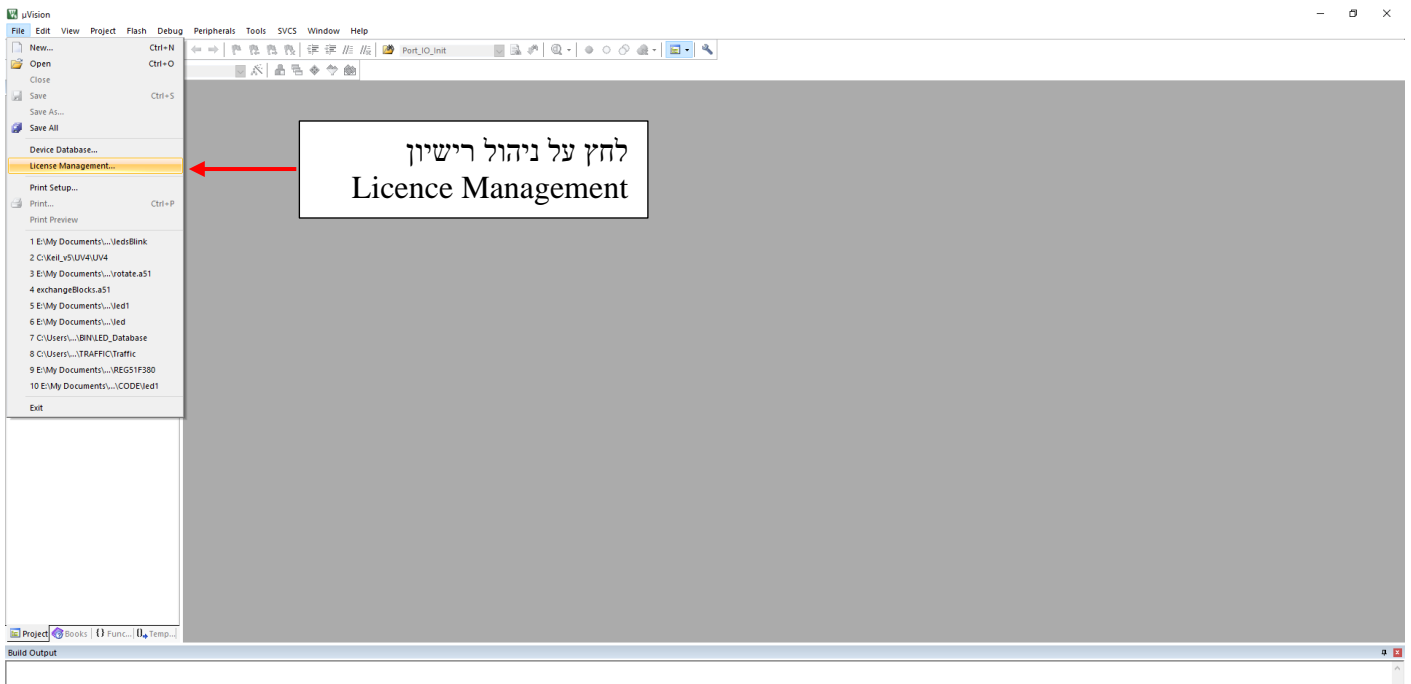 µVision
File Edit View Project Flash Debug Peripherals Tools SVCS Window Help
New... Ctrl+N
Port_IO_Init
Open Ctrl+O
Close
Save Ctrl+S
Save As...
Save All
Device Database...
License Management...
לחץ על ניהול רישיון
Licence Management
Print Setup...
Print... Ctrl+P
Print Preview
1 E:\My Documents\...\ledsBlink
2 C:\Keil_v5\UV4\UV4
3 E:\My Documents\...\rotate.a51
4 exchangeBlocks.a51
5 E:\My Documents\...\led1
6 E:\My Documents\...\led
7 C:\Users\...\BIN\LED_Database
8 C:\Users\...\TRAFFIC\Traffic
9 E:\My Documents\...\REG51F380
10 E:\My Documents\...\CODE\led1
Exit
Project Books {} Func... Temp...
Build Output